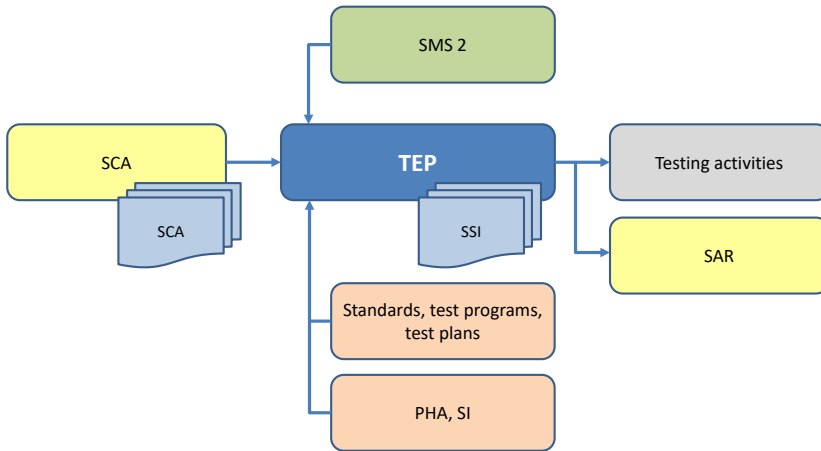 SMS 2
SCA
TEP
Testing activities
SCA
SSI
SAR
Standards, test programs,
test plans
PHA, SI